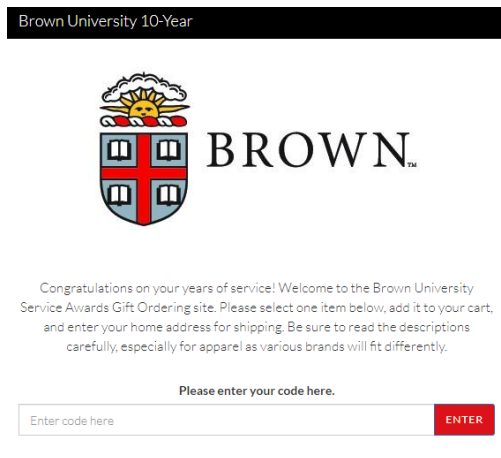 Brown University 10-Year
BROWN™
Congratulations on your years of service! Welcome to the Brown University
Service Awards Gift Ordering site. Please select one item below, add it to your cart,
and enter your home address for shipping. Be sure to read the descriptions
carefully, especially for apparel as various brands will fit differently.
Please enter your code here.
Enter code here
ENTER